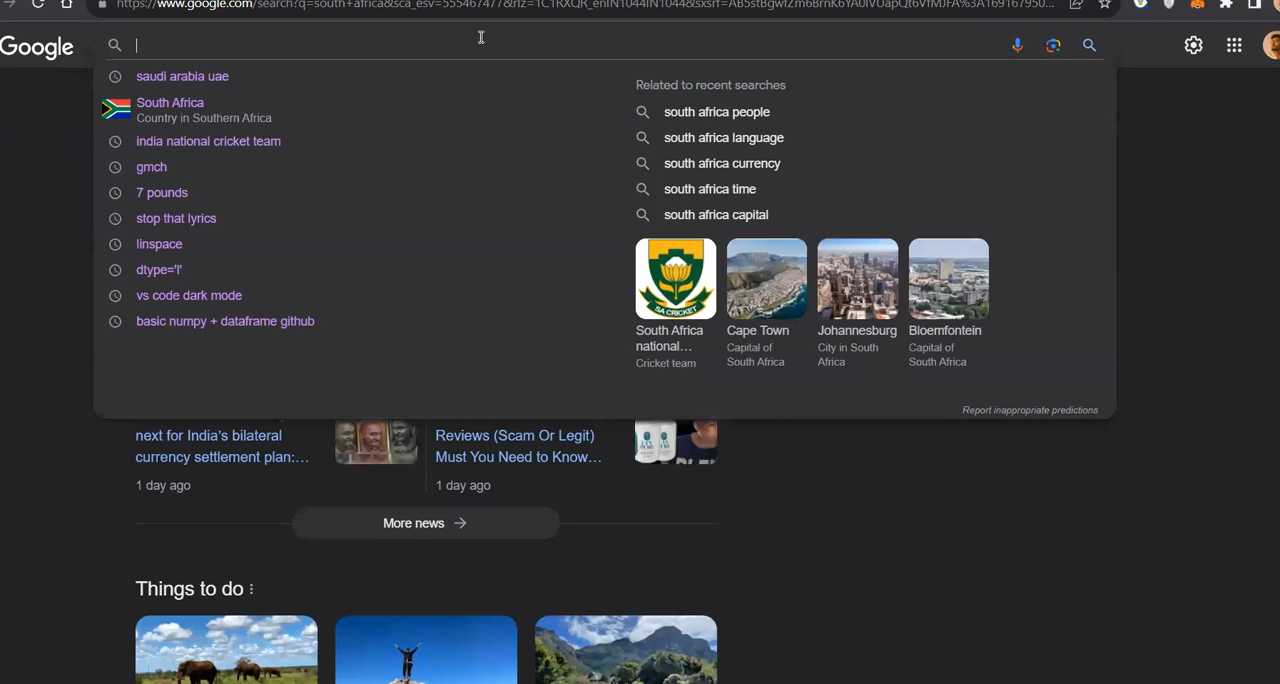 https://www.google.com/search?q=south+africa&sca_esv=555467477&rlz=1C1RXQR_enIN1044IN1044&sxsrf=
Google
saudi arabia uae
South Africa
Country in Southern Africa
india national cricket team
gmch
7 pounds
stop that lyrics
linspace
dtype='i'
vs code dark mode
basic numpy + dataframe github
Related to recent searches
south africa people
south africa language
south africa currency
south africa time
south africa capital
SA CRICKET
South Africa
national...
Cricket team
Cape Town
Capital of
South Africa
Johannesburg
City in South
Africa
Bloemfontein
Capital of
South Africa
Report inappropriate predictions
next for India's bilateral
currency settlement plan:...
1 day ago
Reviews (Scam Or Legit)
Must You Need to Know...
1 day ago
More news
Things to do